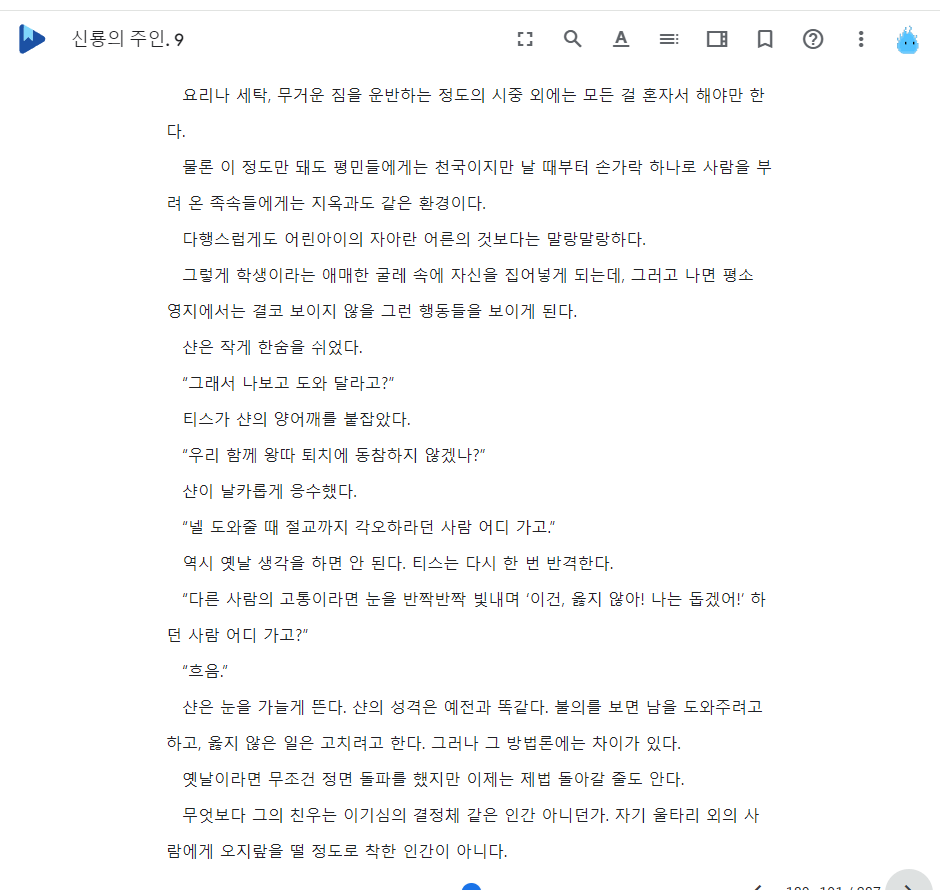 신룡의 주인. 9
요리나 세탁, 무거운 짐을 운반하는 정도의 시중 외에는 모든 걸 혼자서 해야만 한
다.
물론 이 정도만 돼도 평민들에게는 천국이지만 날 때부터 손가락 하나로 사람을 부
려 온 족속들에게는 지옥과도 같은 환경이다.
다행스럽게도 어린아이의 자아란 어른의 것보다는 말랑말랑하다.
그렇게 학생이라는 애매한 굴레 속에 자신을 집어넣게 되는데, 그러고 나면 평소
영지에서는 결코 보이지 않을 그런 행동들을 보이게 된다.
샨은 작게 한숨을 쉬었다.
“그래서 나보고 도와 달라고?”
티스가 샨의 양어깨를 붙잡았다.
“우리 함께 왕따 퇴치에 동참하지 않겠나?”
샨이 날카롭게 응수했다.
“넬 도와줄 때 절교까지 각오하라던 사람 어디 가고.”
역시 옛날 생각을 하면 안 된다. 티스는 다시 한 번 반격한다.
“다른 사람의 고통이라면 눈을 반짝반짝 빛내며 ‘이건, 옳지 않아! 나는 돕겠어!’ 하
던 사람 어디 가고?”
“흐음.”
샨은 눈을 가늘게 뜬다. 샨의 성격은 예전과 똑같다. 불의를 보면 남을 도와주려고
하고, 옳지 않은 일은 고치려고 한다. 그러나 그 방법론에는 차이가 있다.
옛날이라면 무조건 정면 돌파를 했지만 이제는 제법 돌아갈 줄도 안다.
무엇보다 그의 친우는 이기심의 결정체 같은 인간 아니던가. 자기 울타리 외의 사
람에게 오지랖을 떨 정도로 착한 인간이 아니다.